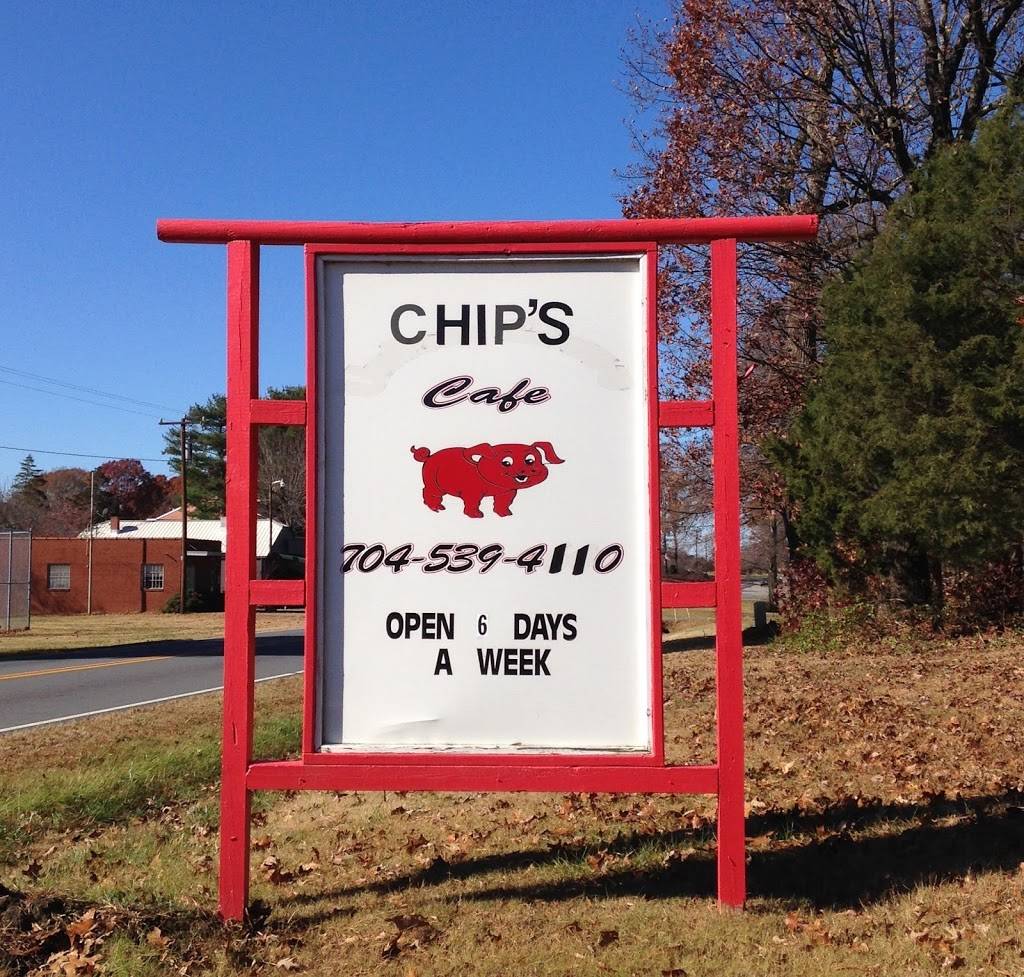 CHIP'S
Cafe
704-539-4110
OPEN 6 DAYS
A WEEK